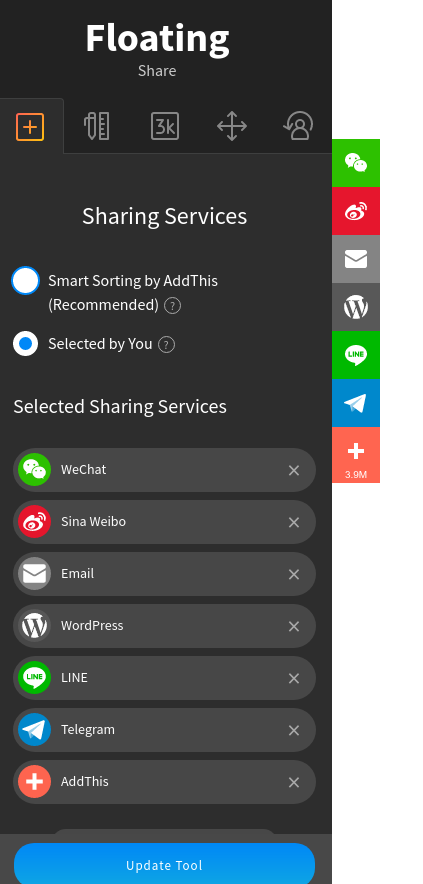 Floating
Share
3k
Sharing Services
Smart Sorting by AddThis
(Recommended) ?
Selected by You ?
Selected Sharing Services
WeChat
Sina Weibo
Email
WordPress
LINE
LINE
Telegram
AddThis
Update Tool
LINE
3.9M